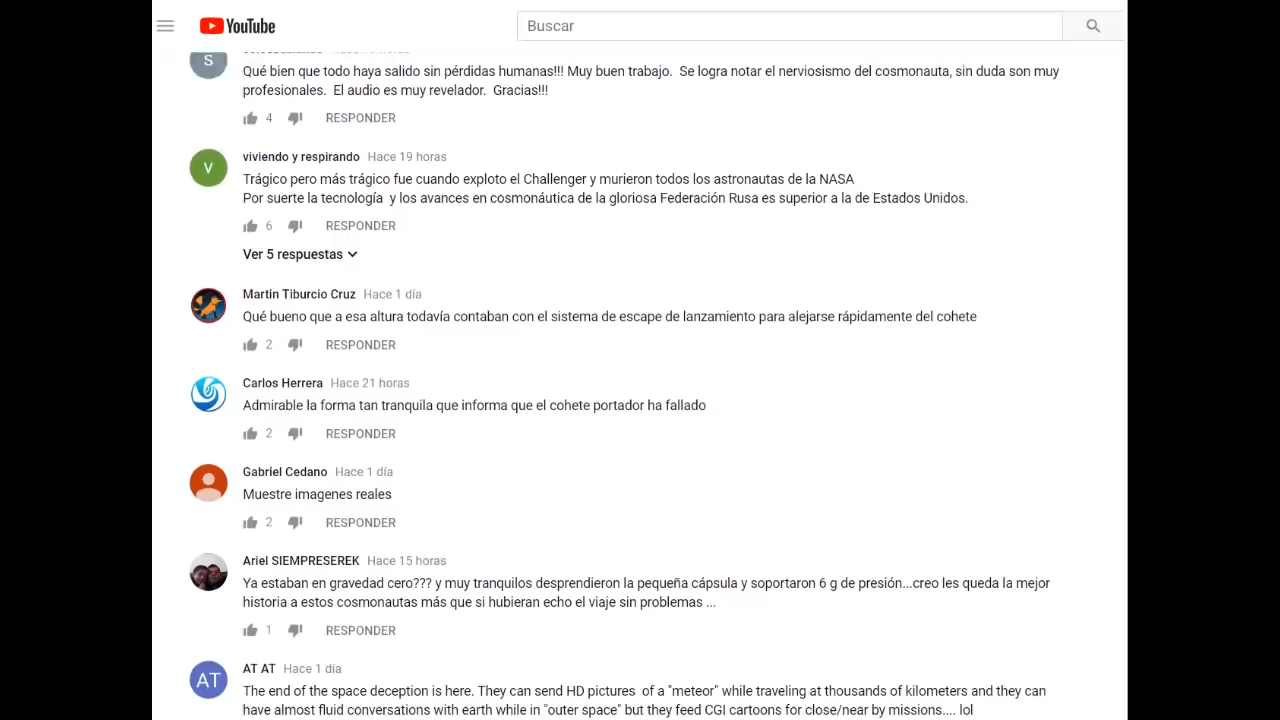 YouTube
Buscar
S
Qué bien que todo haya salido sin pérdidas humanas!!! Muy buen trabajo. Se logra notar el nerviosismo del cosmonauta, sin duda son muy
profesionales. El audio es muy revelador. Gracias!!!
4 RESPONDER
V
viviendo y respirando Hace 19 horas
Trágico pero más trágico fue cuando exploto el Challenger y murieron todos los astronautas de la NASA
Por suerte la tecnología y los avances en cosmonáutica de la gloriosa Federación Rusa es superior a la de Estados Unidos.
6 RESPONDER
Ver 5 respuestas
Martin Tiburcio Cruz Hace 1 día
Qué bueno que a esa altura todavía contaban con el sistema de escape de lanzamiento para alejarse rápidamente del cohete
2 RESPONDER
Carlos Herrera Hace 21 horas
Admirable la forma tan tranquila que informa que el cohete portador ha fallado
2 RESPONDER
Gabriel Cedano Hace 1 día
Muestre imagenes reales
2 RESPONDER
Ariel SIEMPRESEREK Hace 15 horas
Ya estaban en gravedad cero??? y muy tranquilos desprendieron la pequeña cápsula y soportaron 6 g de presión...creo les queda la mejor
historia a estos cosmonautas más que si hubieran echo el viaje sin problemas ...
1 RESPONDER
AT
AT AT Hace 1 día
The end of the space deception is here. They can send HD pictures of a "meteor" while traveling at thousands of kilometers and they can
have almost fluid conversations with earth while in "outer space" but they feed CGI cartoons for close/near by missions.... lol